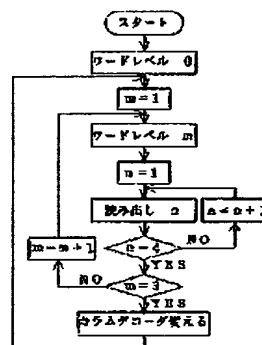 スタート
ワードレベル 0
m=1
ワードレベル m
m=1
読み出し n
n=n+1
n=4
NO
YES
m=m+1
m=3
NO
YES
カラムデコーダ変える